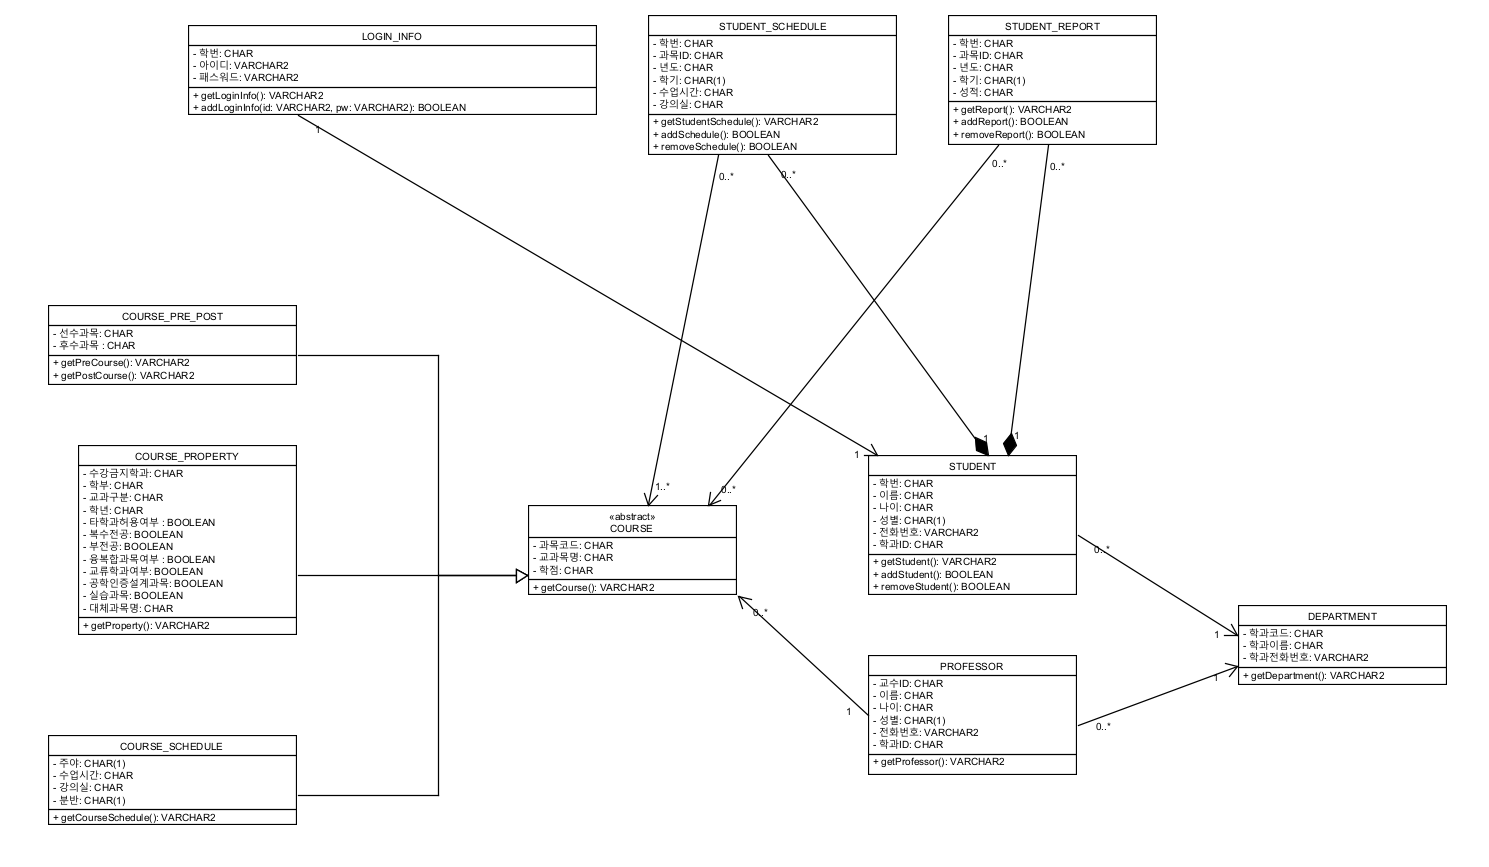 LOGIN_INFO
- 학번: CHAR
- 아이디: VARCHAR2
- 패스워드: VARCHAR2
+ getLoginInfo(): VARCHAR2
+ addLoginInfo(id: VARCHAR2, pw: VARCHAR2): BOOLEAN
1
STUDENT_SCHEDULE
- 학번: CHAR
- 과목ID: CHAR
- 년도: CHAR
- 학기: CHAR(1)
- 수업시간: CHAR
- 강의실: CHAR
+ getStudentSchedule(): VARCHAR2
+ addSchedule(): BOOLEAN
+ removeSchedule(): BOOLEAN
0..*
0..*
STUDENT_REPORT
- 학번: CHAR
- 과목ID: CHAR
- 년도: CHAR
- 학기: CHAR(1)
- 성적: CHAR
+ getReport(): VARCHAR2
+ addReport(): BOOLEAN
+ removeReport(): BOOLEAN
0..*
0..*
COURSE_PRE_POST
- 선수과목: CHAR
- 후수과목 : CHAR
+ getPreCourse(): VARCHAR2
+ getPostCourse(): VARCHAR2
COURSE_PROPERTY
- 수강금지학과: CHAR
- 학부: CHAR
- 교과구분: CHAR
- 학년: CHAR
- 타학과허용여부 : BOOLEAN
- 복수전공: BOOLEAN
- 부전공: BOOLEAN
- 융복합과목여부 : BOOLEAN
- 교류학과여부: BOOLEAN
- 공학인증설계과목: BOOLEAN
- 실습과목: BOOLEAN
- 대체과목명: CHAR
+ getProperty(): VARCHAR2
1..*
0..*
«abstract»
COURSE
- 과목코드: CHAR
- 교과목명: CHAR
- 학점: CHAR
+ getCourse(): VARCHAR2
0..*
1
1
1
STUDENT
- 학번: CHAR
- 이름: CHAR
- 나이: CHAR
- 성별: CHAR(1)
- 전화번호: VARCHAR2
- 학과ID: CHAR
+ getStudent(): VARCHAR2
+ addStudent(): BOOLEAN
+ removeStudent(): BOOLEAN
0..*
1
DEPARTMENT
- 학과코드: CHAR
- 학과이름: CHAR
- 학과전화번호: VARCHAR2
+ getDepartment(): VARCHAR2
1
PROFESSOR
- 교수ID: CHAR
- 이름: CHAR
- 나이: CHAR
- 성별: CHAR(1)
- 전화번호: VARCHAR2
- 학과ID: CHAR
+ getProfessor(): VARCHAR2
1
0..*
COURSE_SCHEDULE
- 주야: CHAR(1)
- 수업시간: CHAR
- 강의실: CHAR
- 분반: CHAR(1)
+ getCourseSchedule(): VARCHAR2